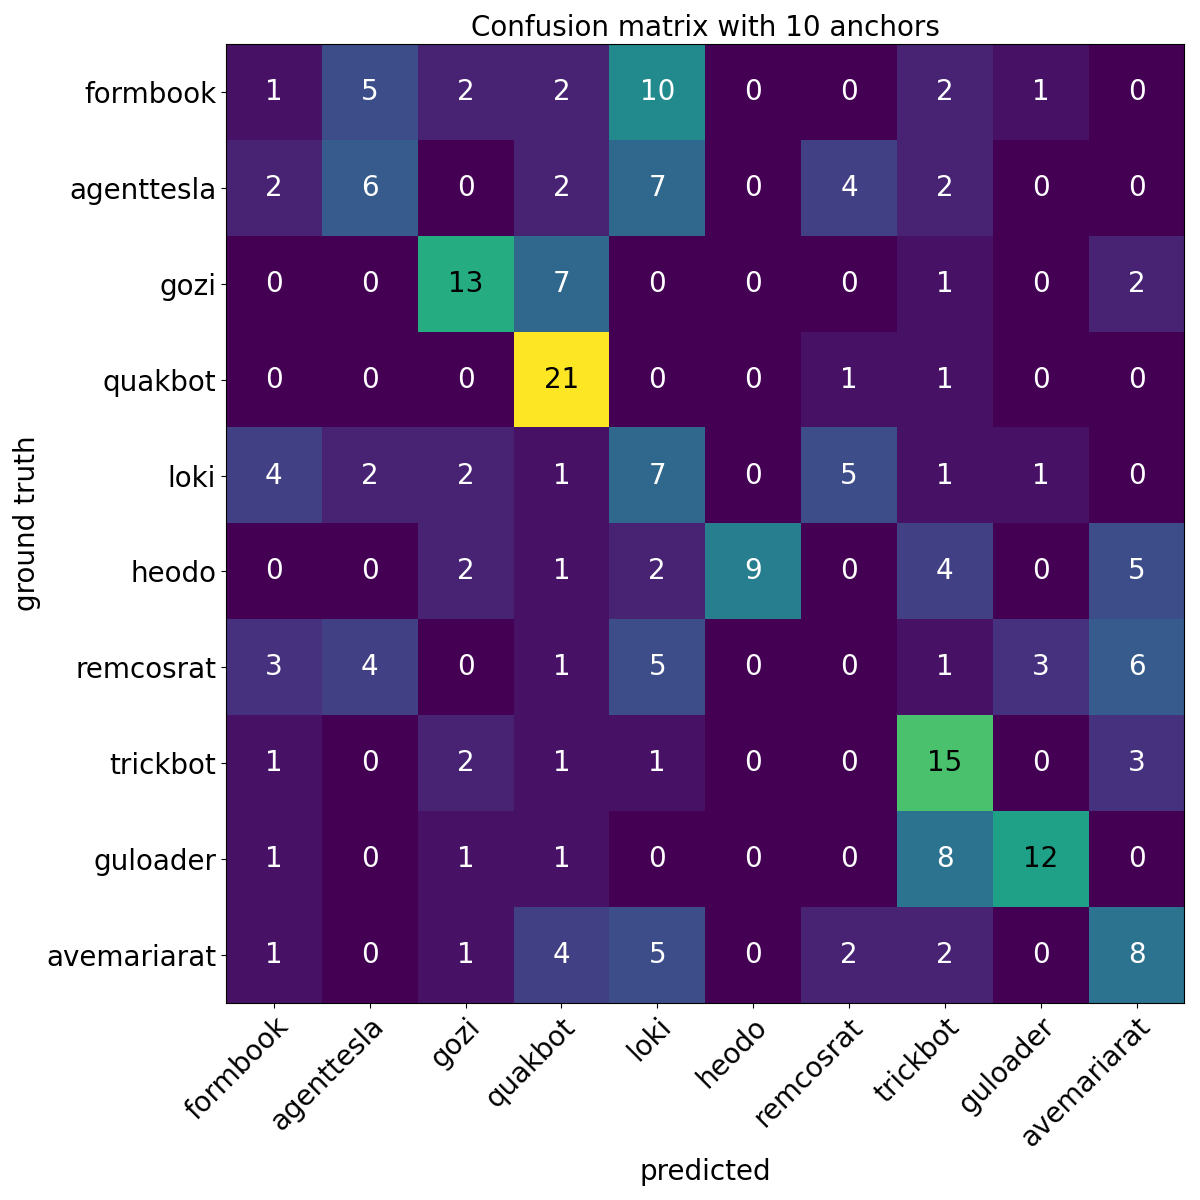 Confusion matrix with 10 anchors
formbook 1 5 2 2 10 0 0 2 1 0
agenttesla 2 6 0 2 7 0 4 2 0 0
gozi 0 0 13 7 0 0 0 1 0 2
quakbot 0 0 0 21 0 0 1 1 0 0
loki 4 2 2 1 7 0 5 1 1 0
heodo 0 0 2 1 2 9 0 4 0 5
remcosrat 3 4 0 1 5 0 0 1 3 6
trickbot 1 0 2 1 1 0 0 15 0 3
guloader 1 0 1 1 0 0 0 8 12 0
avemariarat 1 0 1 4 5 0 2 2 0 8
ground truth
formbook agenttesla gozi quakbot loki heodo remcosrat trickbot guloader avemariarat
predicted